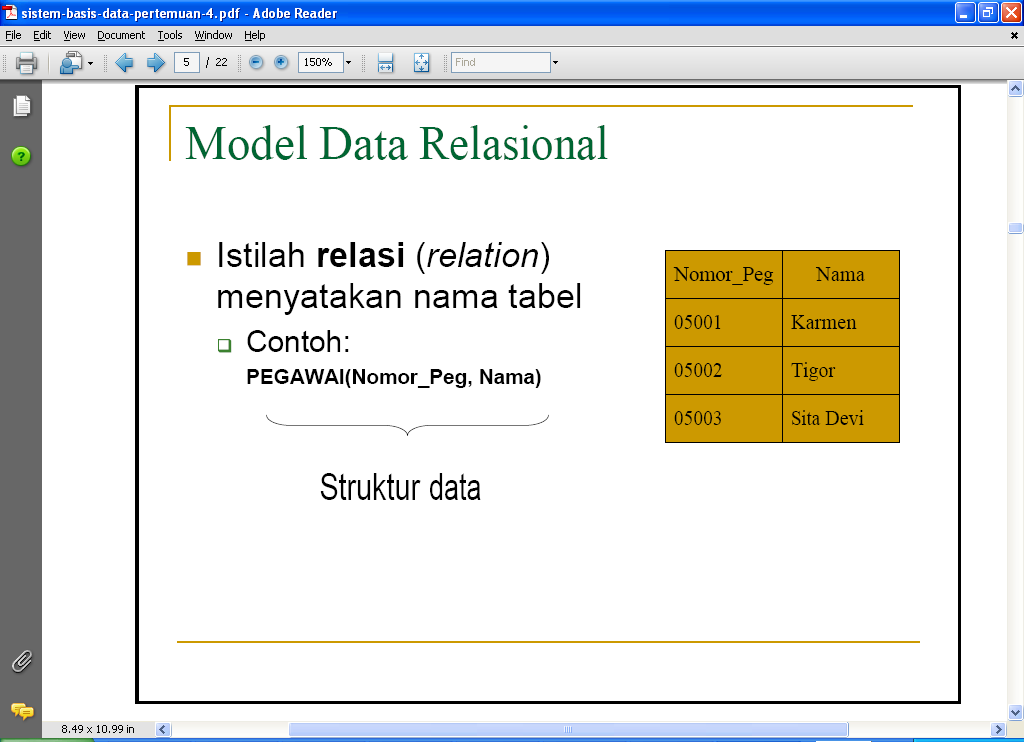 sistem-basis-data-pertemuan-4.pdf - Adobe Reader
File Edit View Document Tools Window Help
5 / 22 150% Find
Model Data Relasional
Istilah relasi (relation)
menyatakan nama tabel
Contoh:
PEGAWAI(Nomor_Peg, Nama)
Struktur data
Nomor_Peg Nama
05001 Karmen
05002 Tigor
05003 Sita Devi
8.49 x 10.99 in